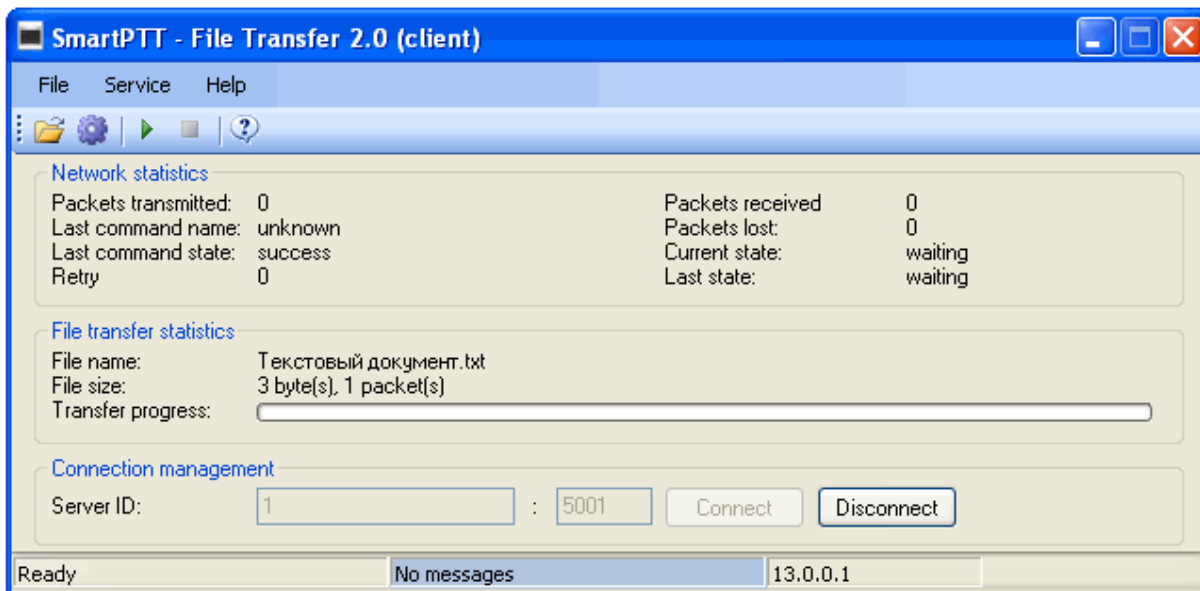 SmartPTT - File Transfer 2.0 (client)
File Service Help
Network statistics
Packets transmitted: 0 Packets received 0
Last command name: unknown Packets lost: 0
Last command state: success Current state: waiting
Retry 0 Last state: waiting
File transfer statistics
File name: Текстовый документ.txt
File size: 3 byte(s), 1 packet(s)
Transfer progress:
Connection management
Server ID: 1 : 5001 Connect Disconnect
Ready No messages 13.0.0.1